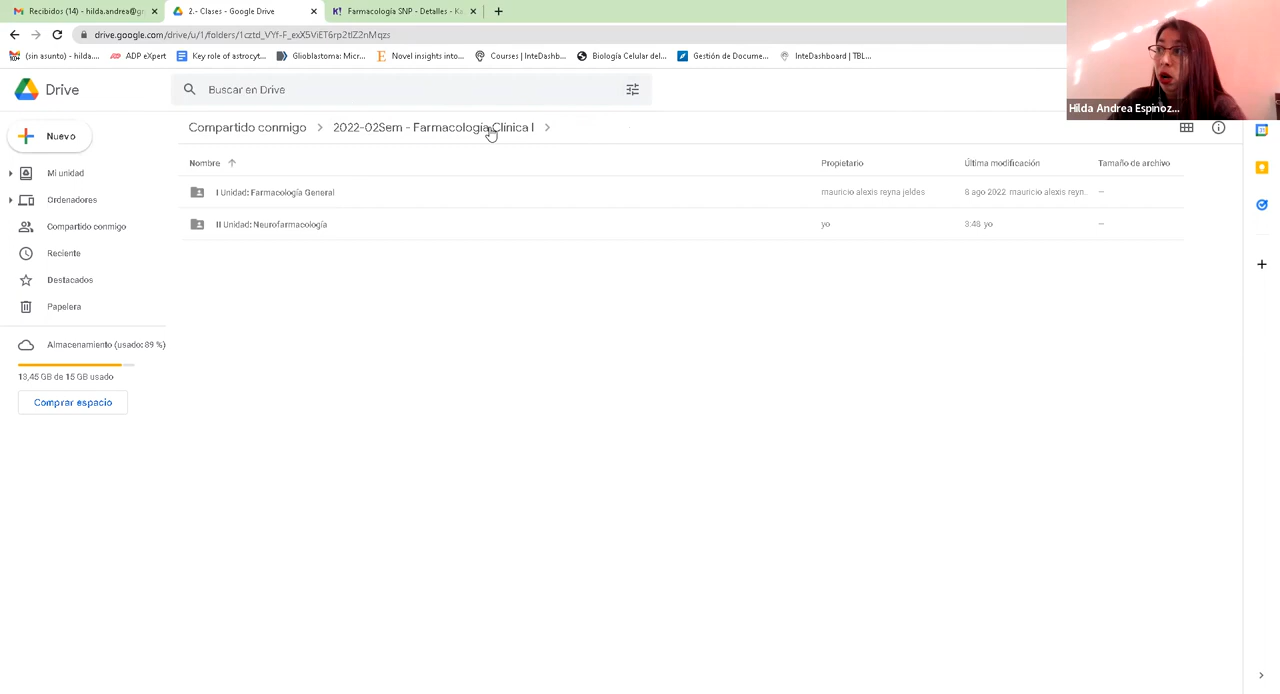 Recibidos (14) - hilda.andrea@gr
2.- Clases - Google Drive
Farmacología SNP - Detalles - Ka
drive.google.com/drive/u/1/folders/1cztd_VYf-F_exX5ViET6rp2tlZ2nMqzs
(sin asunto) - hilda....
ADP eXpert
Key role of astrocyt...
Glioblastoma: Micr...
Novel insights into...
Courses | InteDashb...
Biología Celular del...
Gestión de Docume...
InteDashboard | TBL...
Hilda Andrea Espinoz...
Drive
Buscar en Drive
Nuevo
Compartido conmigo > 2022-02Sem - Farmacología Clínica I >
Nombre Propietario Última modificación Tamaño de archivo
I Unidad: Farmacología General mauricio alexis reyna jeldes 8 ago 2022 mauricio alexis reyn... —
II Unidad: Neurofarmacología yo 3:48 yo —
Mi unidad
Ordenadores
Compartido conmigo
Reciente
Destacados
Papelera
Almacenamiento (usado: 89 %)
13,45 GB de 15 GB usado
Comprar espacio